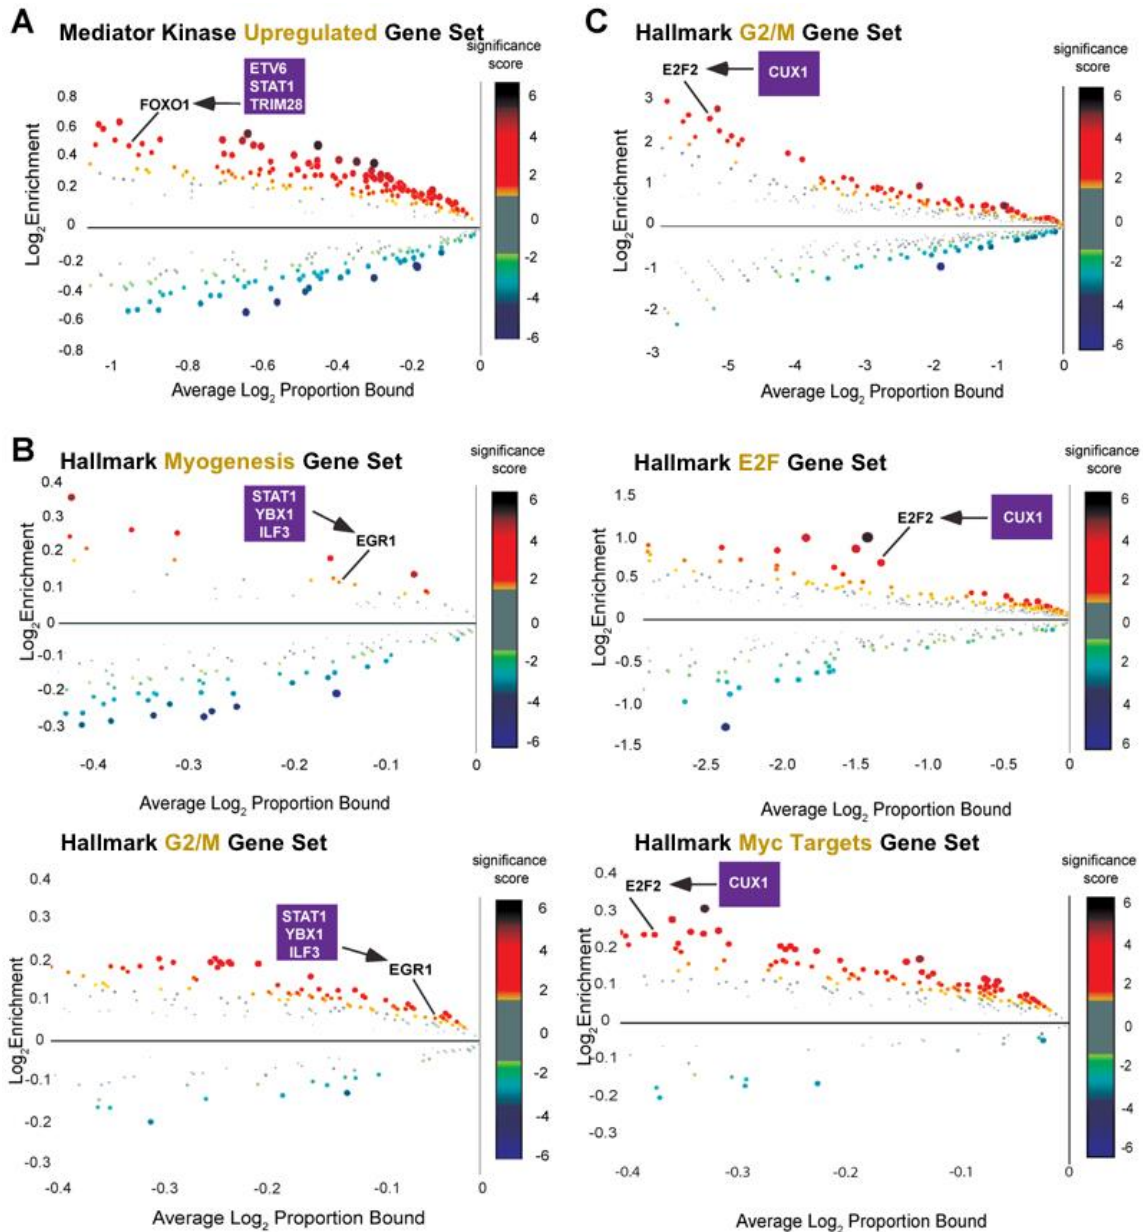 A
Mediator Kinase Upregulated Gene Set
significance
score
ETV6
STAT1
TRIM28
FOXO1
0.8
0.6
0.4
0.2
0
-0.2
-0.4
-0.6
-0.8
Log2Enrichment
-1
-0.8
-0.6
-0.4
-0.2
0
Average Log2 Proportion Bound
6
4
2
0
-2
-4
-6
B
Hallmark Myogenesis Gene Set
significance
score
STAT1
YBX1
ILF3
EGR1
0.4
0.3
0.2
0.1
0
-0.1
-0.2
-0.3
Log2Enrichment
-0.4
-0.3
-0.2
-0.1
0
Average Log2 Proportion Bound
6
4
2
0
-2
-4
-6
Hallmark G2/M Gene Set
significance
score
STAT1
YBX1
ILF3
EGR1
0.4
0.3
0.2
0.1
0
-0.1
-0.2
-0.3
Log2Enrichment
-0.4
-0.3
-0.2
-0.1
0
Average Log2 Proportion Bound
6
4
2
0
-2
-4
-6
C
Hallmark G2/M Gene Set
significance
score
E2F2
CUX1
3
2
1
0
-1
-2
-3
Log2Enrichment
-5
-4
-3
-2
-1
0
Average Log2 Proportion Bound
6
4
2
0
-2
-4
-6
Hallmark E2F Gene Set
significance
score
E2F2
CUX1
1.5
1.0
0.5
0
-0.5
-1.0
-1.5
Log2Enrichment
-2.5
-2.0
-1.5
-1.0
-0.5
0
Average Log2 Proportion Bound
6
4
2
0
2
4
6
Hallmark Myc Targets Gene Set
significance
score
E2F2
CUX1
0.4
0.3
0.2
0.1
0
-0.1
-0.2
-0.3
Log2Enrichment
-0.4
-0.3
-0.2
-0.1
0
Average Log2 Proportion Bound
6
4
2
0
-2
-4
-6